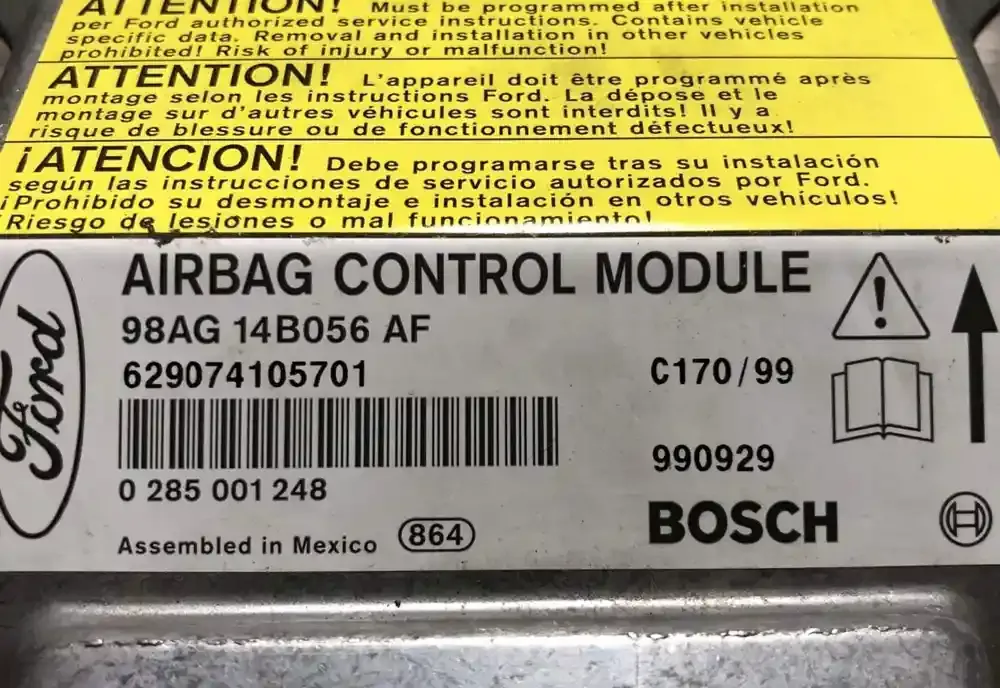 ATTENTION! Must be programmed after installation
per Ford authorized service instructions. Contains vehicle
specific data. Removal and installation in other vehicles
prohibited! Risk of injury or malfunction!
ATTENTION! L'appareil doit être programmé après
montage selon les instructions Ford. La dépose et le
montage sur d'autres véhicules sont interdits! Il y a
risque de blessure ou de fonctionnement défectueux!
¡ATENCION! Debe programarse tras su instalación
según las instrucciones de servicio autorizados por Ford.
¡Prohibido su desmontaje e instalación en otros vehículos!
¡Riesgo de lesiones o mal funcionamiento!
Ford
AIRBAG CONTROL MODULE
98AG 14B056 AF
629074105701
C170/99
990929
0 285 001 248
Assembled in Mexico 864
BOSCH